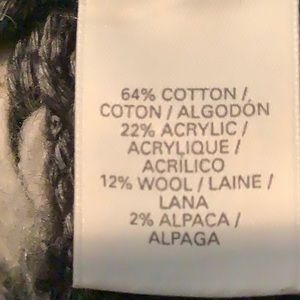 64% COTTON /
COTON / ALGODÓN
22% ACRYLIC /
ACRYLIQUE /
ACRÍLICO
12% WOOL / LAINE /
LANA
2% ALPACA /
ALPAGA